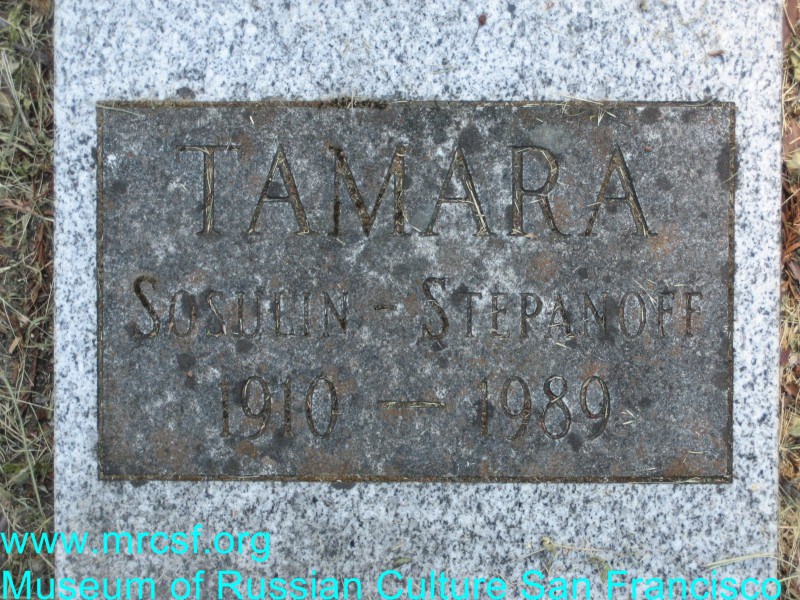 TAMARA
SOSULIN - STEPANOFF
1910 — 1989
www.mrcsf.org
Museum of Russian Culture San Francisco